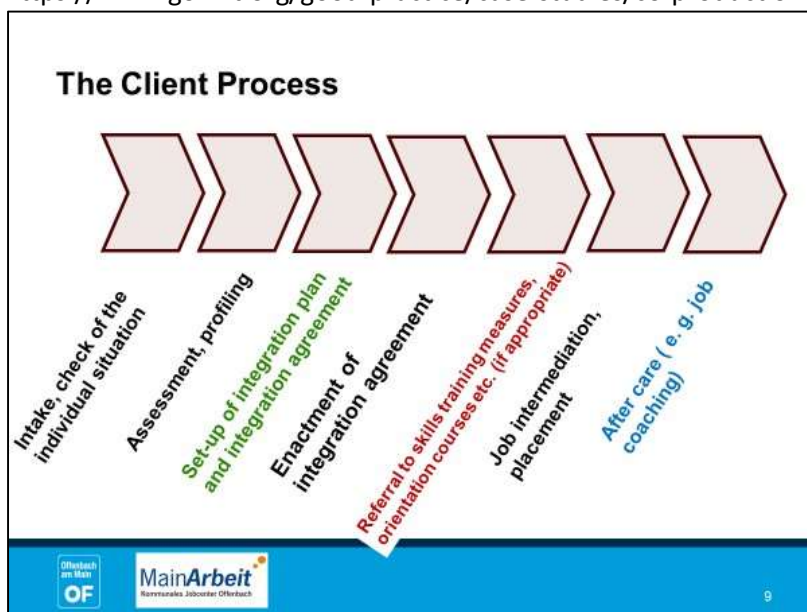 The Client Process
Intake, check of the
individual situation
Assessment, profiling
Set-up of integration plan
and integration agreement
Enactment of
integration agreement
Referral to skills training measures,
orientation courses etc. (if appropriate)
Job intermediation,
placement
After care ( e. g. job
coaching)
Offenbach
am Main
OF
MainArbeit
Kommunales Jobcenter Offenbach
9